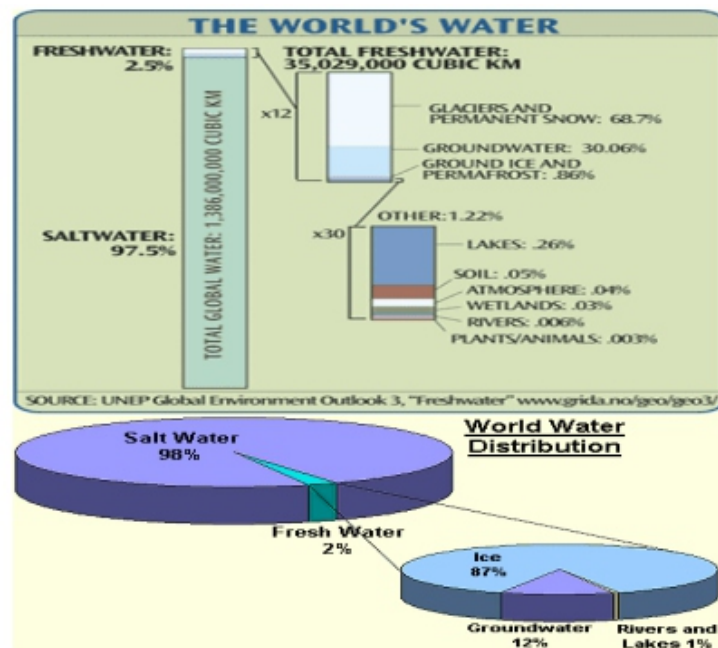 THE WORLD'S WATER
FRESHWATER:
2.5%
TOTAL FRESHWATER:
35,029,000 CUBIC KM
x12
GLACIERS AND
PERMANENT SNOW: 68.7%
GROUNDWATER: 30.06%
GROUND ICE AND
PERMAFROST: .86%
TOTAL GLOBAL WATER: 1,386,000,000 CUBIC KM
SALTWATER:
97.5%
OTHER: 1.22%
x30
LAKES: .26%
SOIL: .05%
ATMOSPHERE: .04%
WETLANDS: .03%
RIVERS: .006%
PLANTS/ANIMALS: .003%
SOURCE: UNEP Global Environment Outlook 3, "Freshwater" www.grida.no/geo/geo3/
World Water
Distribution
Salt Water
98%
Fresh Water
2%
Ice
87%
Groundwater
12%
Rivers and
Lakes 1%